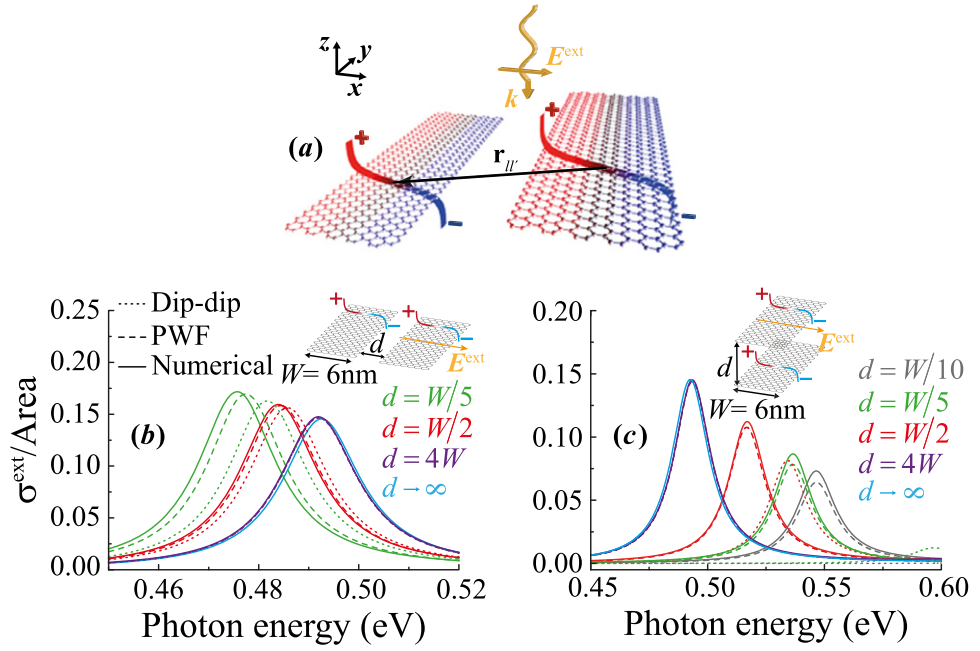 z
y
x
E^ext
k
(a)
+
+
r_ll'
−
−
σ^ext/Area
0.25
0.20
0.15
0.10
0.05
0.00
Dip-dip
PWF
Numerical
+
−
+
−
d
E^ext
W= 6nm
d = W/5
d = W/2
d = 4W
d → ∞
(b)
0.46
0.48
0.50
0.52
Photon energy (eV)
0.25
0.20
0.15
0.10
0.05
0.00
+
−
E^ext
d
+
−
W= 6nm
d = W/10
d = W/5
d = W/2
d = 4W
d → ∞
(c)
0.45
0.50
0.55
0.60
Photon energy (eV)